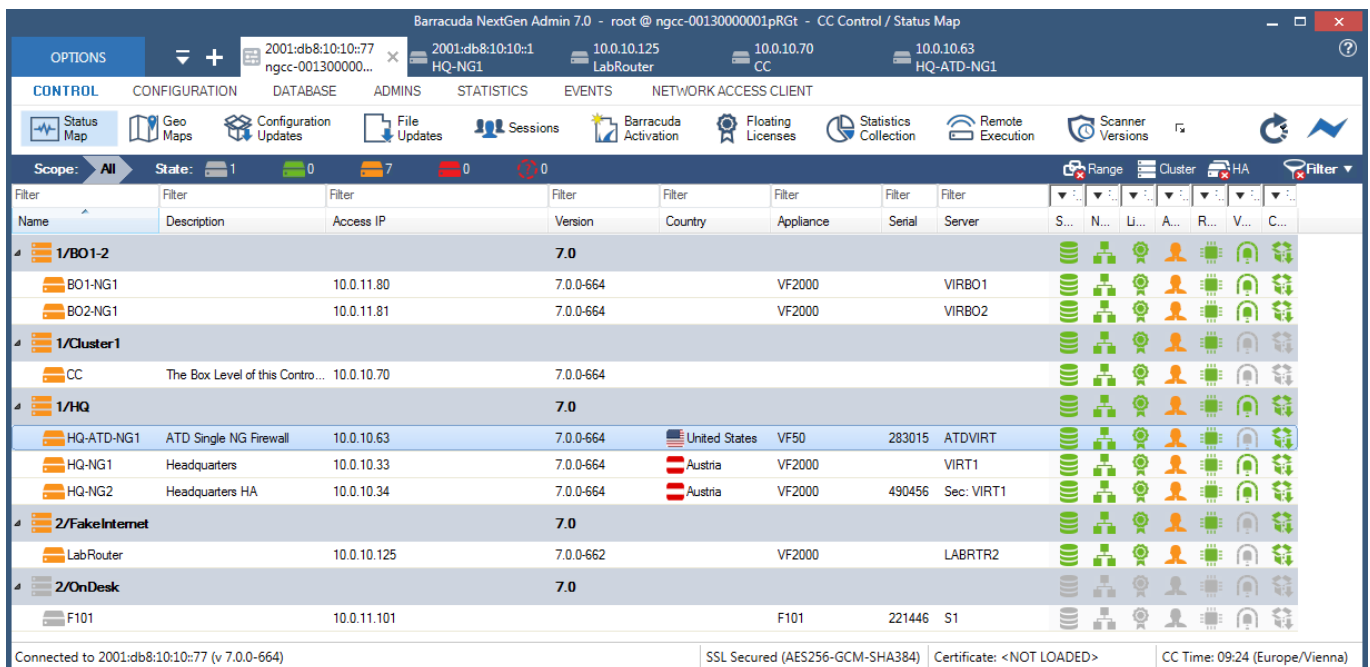 Barracuda NextGen Admin 7.0 - root @ ngcc-00130000001pRGt - CC Control / Status Map
OPTIONS
2001:db8:10:10::77
ngcc-001300000...
2001:db8:10:10::1
HQ-NG1
10.0.10.125
LabRouter
10.0.10.70
CC
10.0.10.63
HQ-ATD-NG1
CONTROL CONFIGURATION DATABASE ADMINS STATISTICS EVENTS NETWORK ACCESS CLIENT
Status Map
Geo Maps
Configuration Updates
File Updates
Sessions
Barracuda Activation
Floating Licenses
Statistics Collection
Remote Execution
Scanner Versions
Scope: All State: 1 0 7 0 0 Range Cluster HA Filter
Filter Filter Filter Filter Filter Filter Filter Filter
Name Description Access IP Version Country Appliance Serial Server S... N... Li... A... R... V... C...
1/BO1-2 7.0
BO1-NG1 10.0.11.80 7.0.0-664 VF2000 VIRBO1
BO2-NG1 10.0.11.81 7.0.0-664 VF2000 VIRBO2
1/Cluster1
CC The Box Level of this Contro... 10.0.10.70 7.0.0-664
1/HQ 7.0
HQ-ATD-NG1 ATD Single NG Firewall 10.0.10.63 7.0.0-664 United States VF50 283015 ATDVIRT
HQ-NG1 Headquarters 10.0.10.33 7.0.0-664 Austria VF2000 VIRT1
HQ-NG2 Headquarters HA 10.0.10.34 7.0.0-664 Austria VF2000 490456 Sec: VIRT1
2/FakeInternet 7.0
LabRouter 10.0.10.125 7.0.0-662 VF2000 LABRTR2
2/OnDesk 7.0
F101 10.0.11.101 F101 221446 S1
Connected to 2001:db8:10:10::77 (v 7.0.0-664) SSL Secured (AES256-GCM-SHA384) Certificate: <NOT LOADED> CC Time: 09:24 (Europe/Vienna)